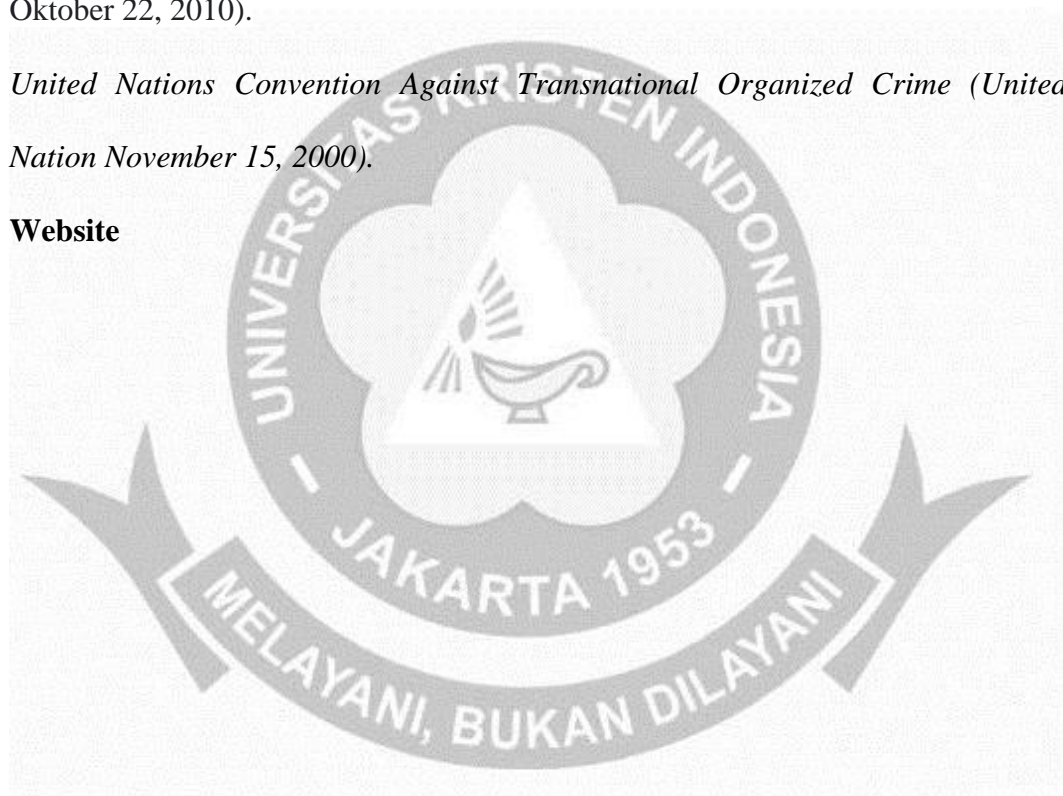 Oktober 22, 2010).
United Nations Convention Against Transnational Organized Crime (United
Nation November 15, 2000).
Website
UNIVERSITAS KRISTEN INDONESIA
JAKARTA 1953
MELAYANI, BUKAN DILAYANI